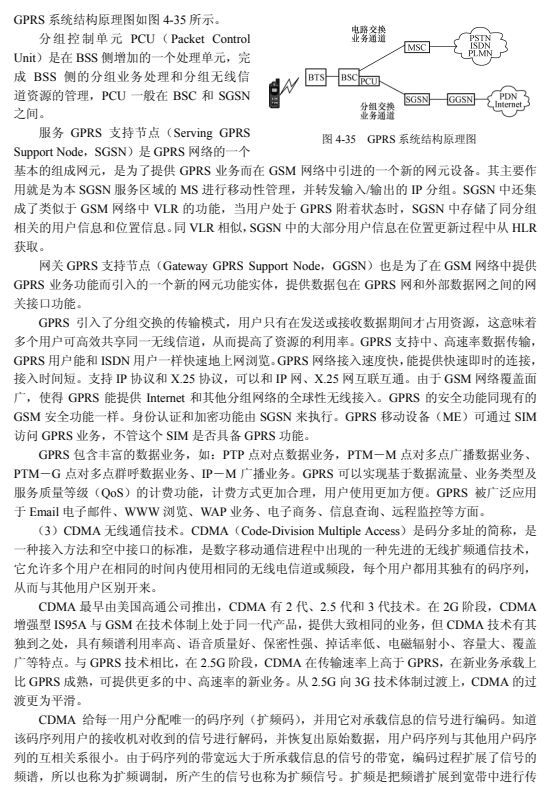 GPRS 系统结构原理图如图 4-35 所示。
分组控制单元 PCU（Packet Control
Unit）是在 BSS 侧增加的一个处理单元，完
成 BSS 侧的分组业务处理和分组无线信
道资源的管理，PCU 一般在 BSC 和 SGSN
之间。
服务 GPRS 支持节点（Serving GPRS
Support Node，SGSN）是 GPRS 网络的一个
电路交换
业务通道
MSC
PSTN
ISDN
PLMN
BTS
BSC
PCU
SGSN
GGSN
PDN
Internet
分组交换
业务通道
图 4-35 GPRS 系统结构原理图
基本的组成网元，是为了提供 GPRS 业务而在 GSM 网络中引进的一个新的网元设备。其主要作
用就是为本 SGSN 服务区域的 MS 进行移动性管理，并转发输入/输出的 IP 分组。SGSN 中还集
成了类似于 GSM 网络中 VLR 的功能，当用户处于 GPRS 附着状态时，SGSN 中存储了同分组
相关的用户信息和位置信息。同 VLR 相似，SGSN 中的大部分用户信息在位置更新过程中从 HLR
获取。
网关 GPRS 支持节点（Gateway GPRS Support Node，GGSN）也是为了在 GSM 网络中提供
GPRS 业务功能而引入的一个新的网元功能实体，提供数据包在 GPRS 网和外部数据网之间的网
关接口功能。
GPRS 引入了分组交换的传输模式，用户只有在发送或接收数据期间才占用资源，这意味着
多个用户可高效共享同一无线信道，从而提高了资源的利用率。GPRS 支持中、高速率数据传输，
GPRS 用户能和 ISDN 用户一样快速地上网浏览。GPRS 网络接入速度快，能提供快速即时的连接，
接入时间短。支持 IP 协议和 X.25 协议，可以和 IP 网、X.25 网互联互通。由于 GSM 网络覆盖面
广，使得 GPRS 能提供 Internet 和其他分组网络的全球性无线接入。GPRS 的安全功能同现有的
GSM 安全功能一样。身份认证和加密功能由 SGSN 来执行。GPRS 移动设备（ME）可通过 SIM
访问 GPRS 业务，不管这个 SIM 是否具备 GPRS 功能。
GPRS 包含丰富的数据业务，如：PTP 点对点数据业务，PTM－M 点对多点广播数据业务、
PTM－G 点对多点群呼数据业务、IP－M 广播业务。GPRS 可以实现基于数据流量、业务类型及
服务质量等级（QoS）的计费功能，计费方式更加合理，用户使用更加方便。GPRS 被广泛应用
于 Email 电子邮件、WWW 浏览、WAP 业务、电子商务、信息查询、远程监控等方面。
（3）CDMA 无线通信技术。CDMA（Code-Division Multiple Access）是码分多址的简称，是
一种接入方法和空中接口的标准，是数字移动通信进程中出现的一种先进的无线扩频通信技术，
它允许多个用户在相同的时间内使用相同的无线电信道或频段，每个用户都用其独有的码序列，
从而与其他用户区别开来。
CDMA 最早由美国高通公司推出，CDMA 有 2 代、2.5 代和 3 代技术。在 2G 阶段，CDMA
增强型 IS95A 与 GSM 在技术体制上处于同一代产品，提供大致相同的业务，但 CDMA 技术有其
独到之处，具有频谱利用率高、语音质量好、保密性强、掉话率低、电磁辐射小、容量大、覆盖
广等特点。与 GPRS 技术相比，在 2.5G 阶段，CDMA 在传输速率上高于 GPRS，在新业务承载上
比 GPRS 成熟，可提供更多的中、高速率的新业务。从 2.5G 向 3G 技术体制过渡上，CDMA 的过
渡更为平滑。
CDMA 给每一用户分配唯一的码序列（扩频码），并用它对承载信息的信号进行编码。知道
该码序列用户的接收机对收到的信号进行解码，并恢复出原始数据，用户码序列与其他用户码序
列的互相关系很小。由于码序列的带宽远大于所承载信息的信号的带宽，编码过程扩展了信号的
频谱，所以也称为扩频调制，所产生的信号也称为扩频信号。扩频是把频谱扩展到宽带中进行传